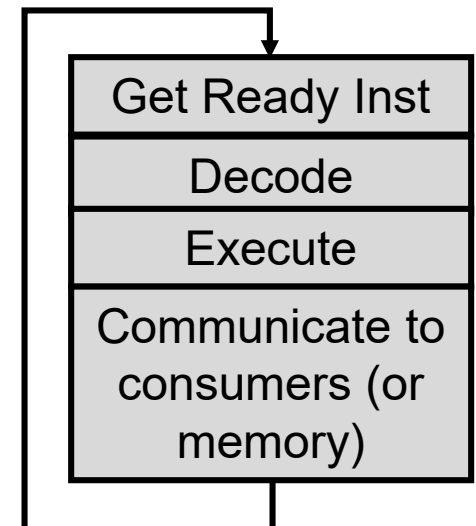 Get Ready Inst
Decode
Execute
Communicate to
consumers (or
memory)